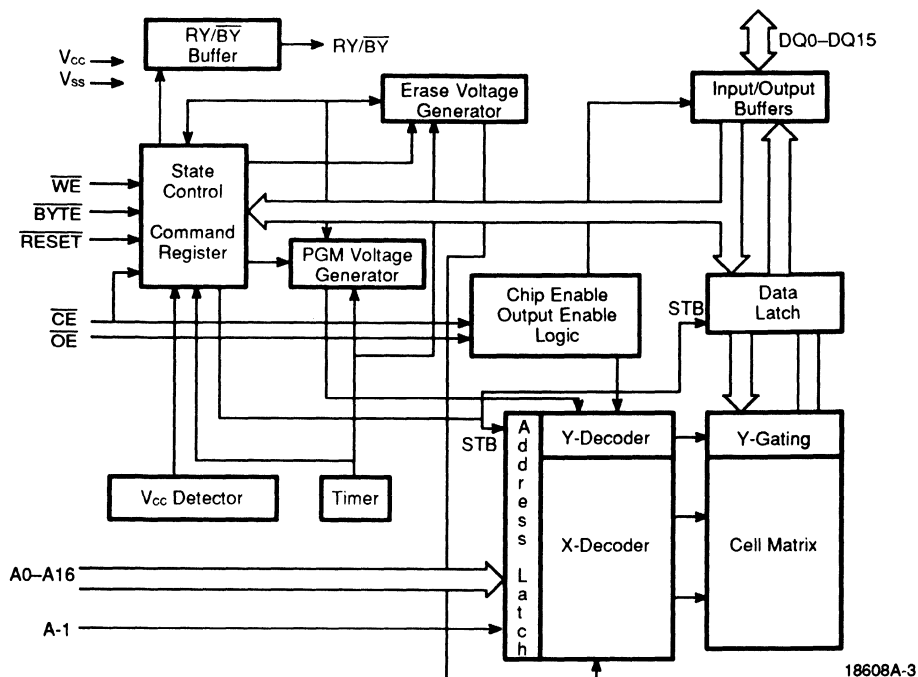 RY/BY
Buffer
RY/BY
DQ0–DQ15
Vcc
Vss
Erase Voltage
Generator
Input/Output
Buffers
State
Control
Command
Register
WE
BYTE
RESET
PGM Voltage
Generator
CE
OE
Chip Enable
Output Enable
Logic
STB
Data
Latch
STB
Address Latch
Y-Decoder
Y-Gating
Vcc Detector
Timer
X-Decoder
Cell Matrix
A0–A16
A-1
18608A-3